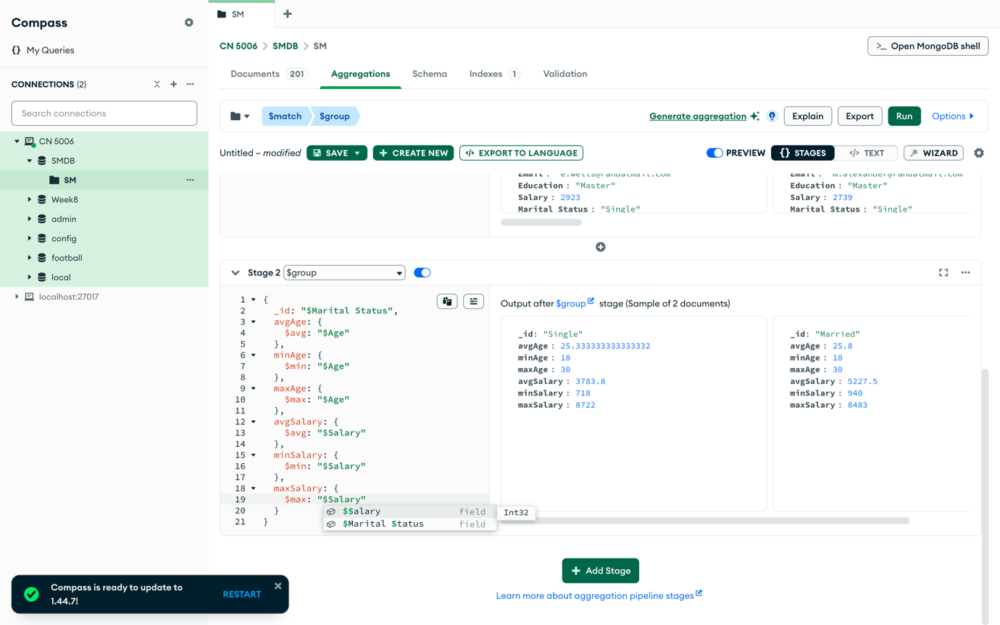 Compass
My Queries
CONNECTIONS (2)
Search connections
CN 5006
SMDB
SM
Week8
admin
config
football
local
localhost:27017
Compass is ready to update to
1.44.7!
RESTART
SM
CN 5006 > SMDB > SM
>_ Open MongoDB shell
Documents 201 Aggregations Schema Indexes 1 Validation
$match $group
Generate aggregation Explain Export Run Options
Untitled – modified SAVE + CREATE NEW </> EXPORT TO LANGUAGE
PREVIEW {} STAGES </> TEXT WIZARD
Email : "e.wells@randatmail.com
Education : "Master"
Salary : 2923
Marital Status : "Single"
Email : "m.alexander@randatmail.com
Education : "Master"
Salary : 2739
Marital Status : "Single"
Stage 2 $group
1 {
2 _id: "$Marital Status",
3 avgAge: {
4 $avg: "$Age"
5 },
6 minAge: {
7 $min: "$Age"
8 },
9 maxAge: {
10 $max: "$Age"
11 },
12 avgSalary: {
13 $avg: "$Salary"
14 },
15 minSalary: {
16 $min: "$Salary"
17 },
18 maxSalary: {
19 $max: "$Salary"
20 }
21 }
$Salary field
$Marital Status field
Int32
Output after $group stage (Sample of 2 documents)
_id: "Single"
avgAge : 25.333333333333332
minAge : 18
maxAge : 30
avgSalary : 3783.8
minSalary : 718
maxSalary : 8722
_id: "Married"
avgAge : 25.8
minAge : 18
maxAge : 30
avgSalary : 5227.5
minSalary : 940
maxSalary : 8483
+ Add Stage
Learn more about aggregation pipeline stages